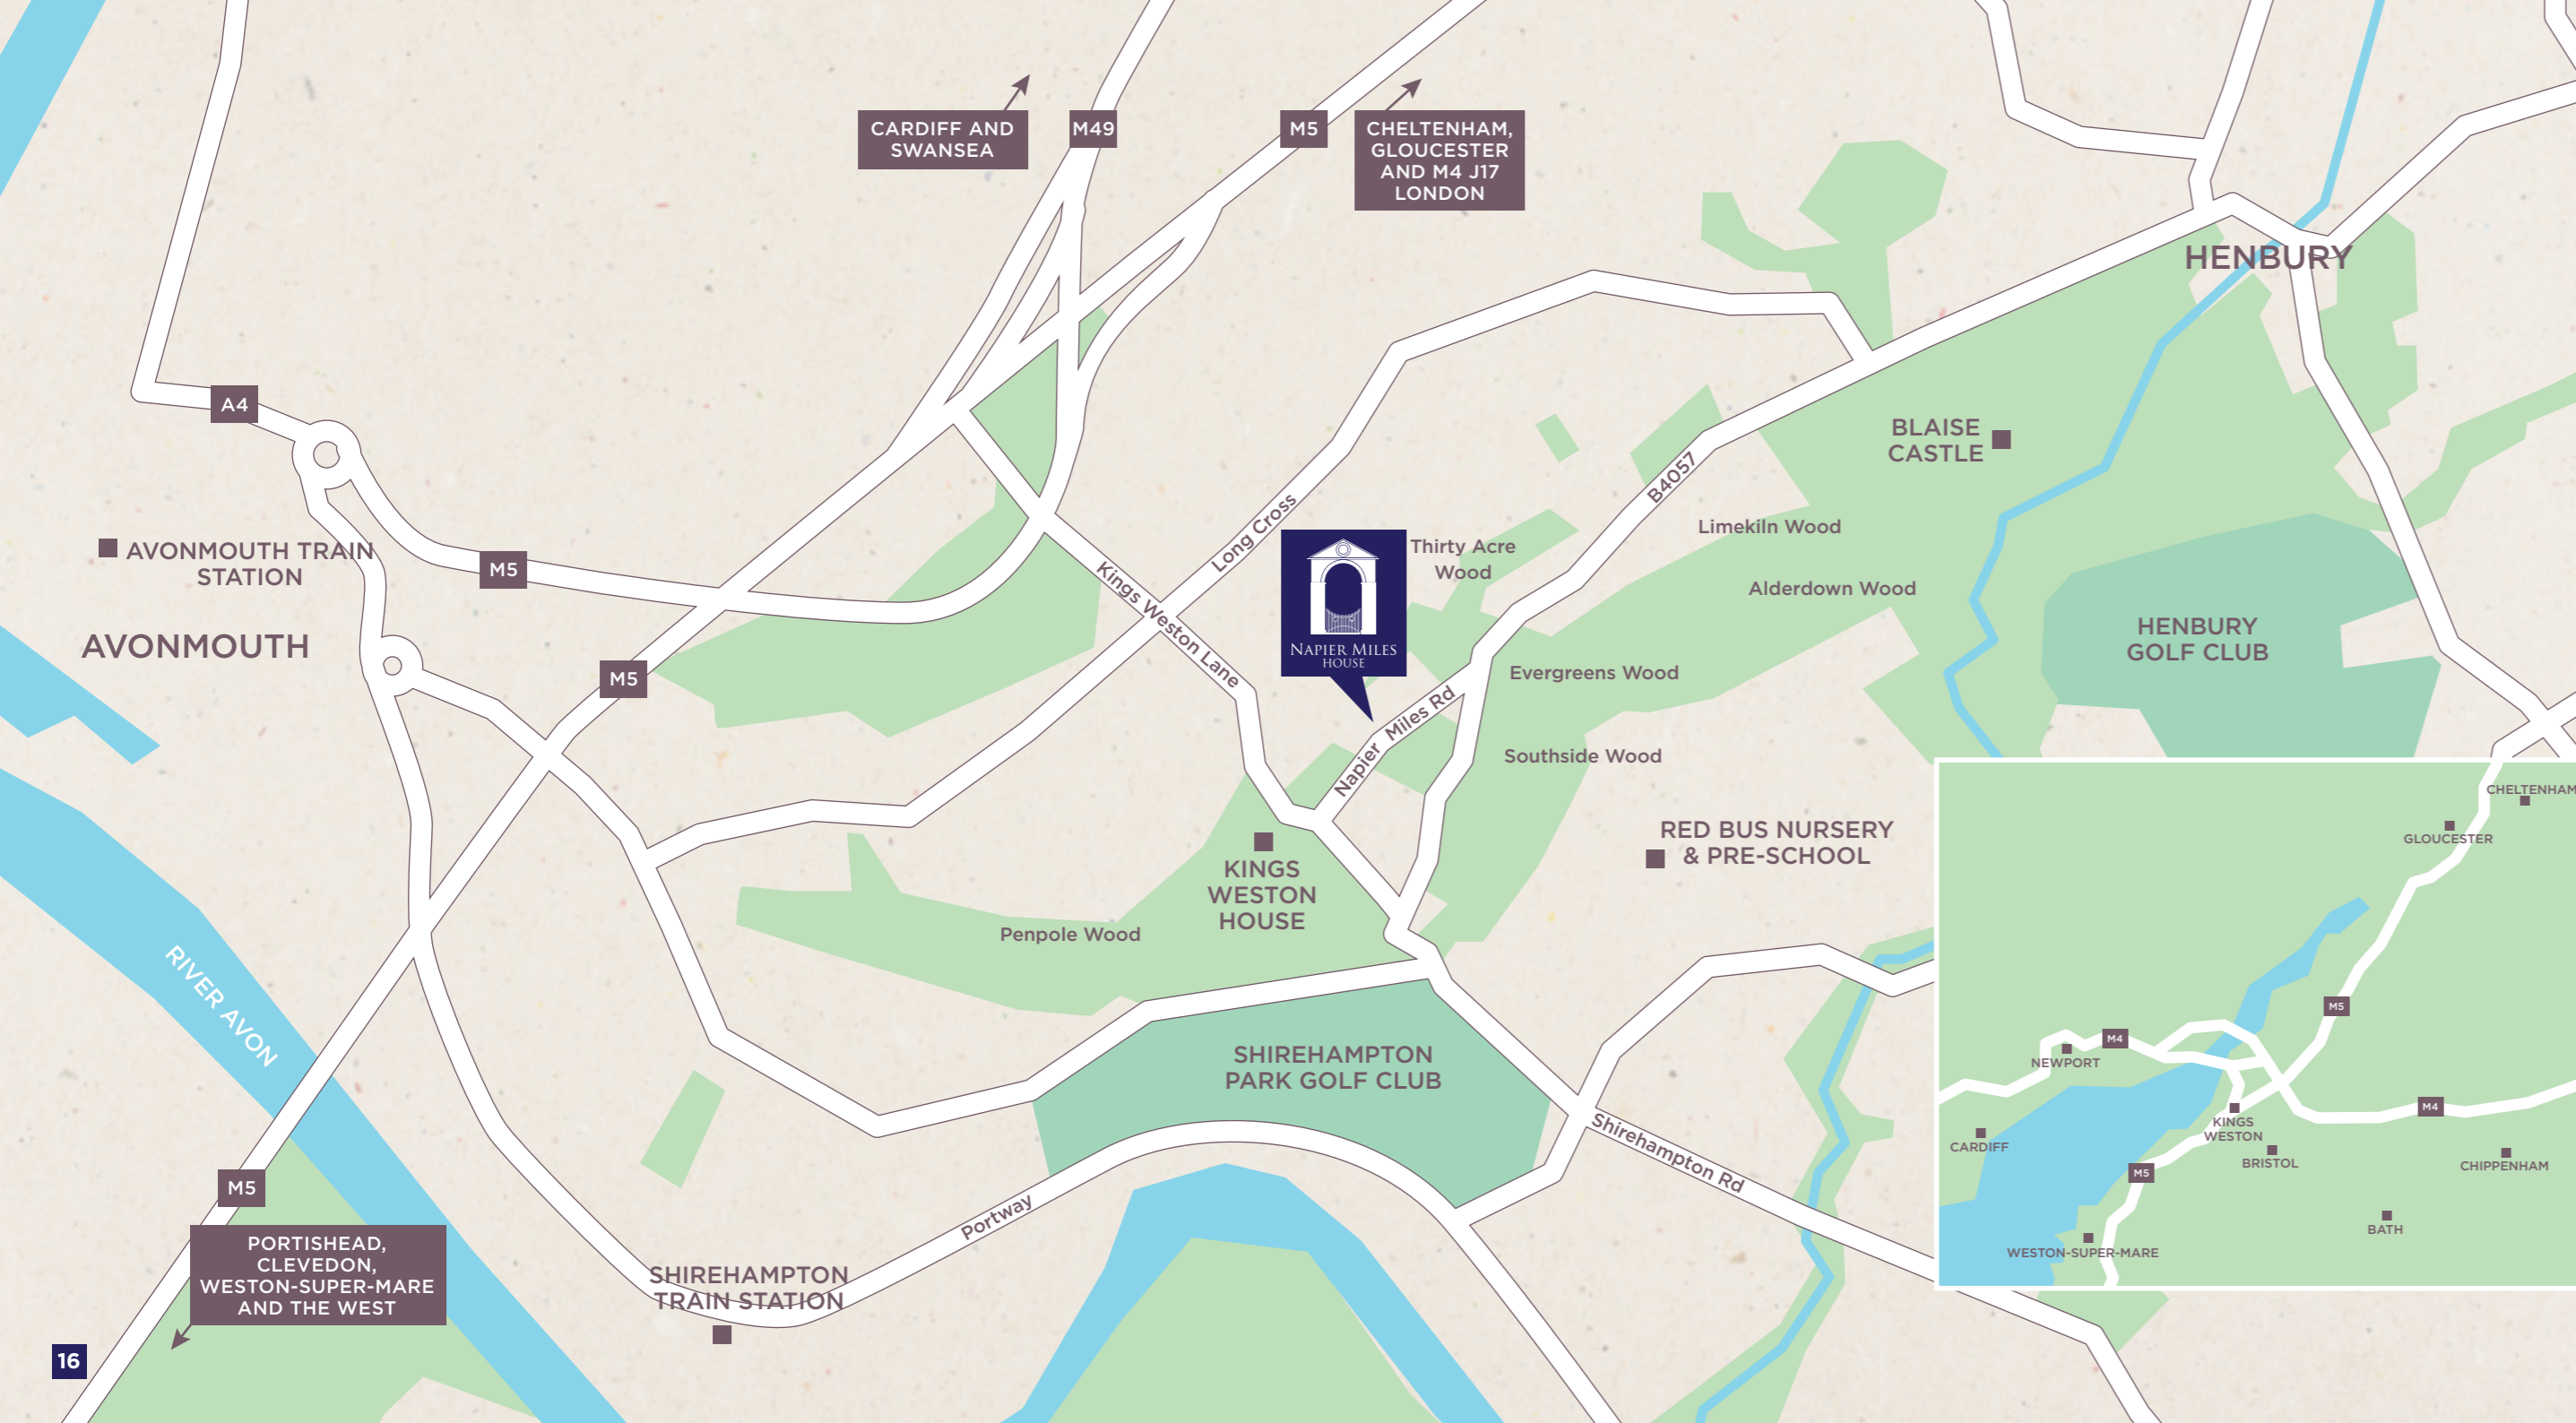 CARDIFF AND
SWANSEA
M49
M5
CHELTENHAM,
GLOUCESTER
AND M4 J17
LONDON
HENBURY
A4
BLAISE
CASTLE
B4057
Long Cross
Limekiln Wood
Thirty Acre
Wood
AVONMOUTH TRAIN
STATION
M5
Kings Weston Lane
Alderdown Wood
AVONMOUTH
M5
NAPIER MILES
HOUSE
HENBURY
GOLF CLUB
Evergreens Wood
Napier Miles Rd
Southside Wood
RED BUS NURSERY
& PRE-SCHOOL
KINGS
WESTON
HOUSE
Penpole Wood
RIVER AVON
SHIREHAMPTON
PARK GOLF CLUB
Shirehampton Rd
M5
Portway
PORTISHEAD,
CLEVEDON,
WESTON-SUPER-MARE
AND THE WEST
SHIREHAMPTON
TRAIN STATION
16
CHELTENHAM
GLOUCESTER
M5
M4
NEWPORT
M4
KINGS
WESTON
CARDIFF
BRISTOL
CHIPPENHAM
M5
BATH
WESTON-SUPER-MARE